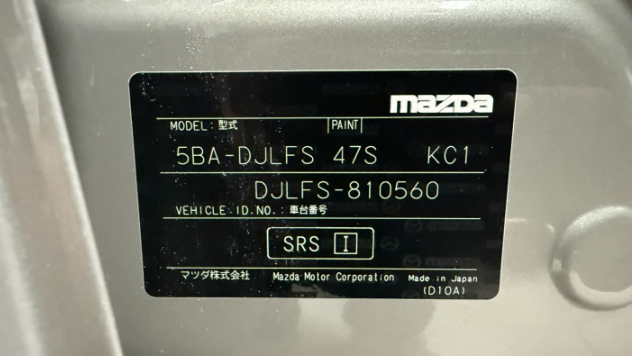 mazda
MODEL: 型式 PAINT
5BA-DJLFS 47S KC1
DJLFS-810560
VEHICLE.ID.NO.: 車台番号
SRS I
マツダ株式会社 Mazda Motor Corporation Made in Japan
(D10A)